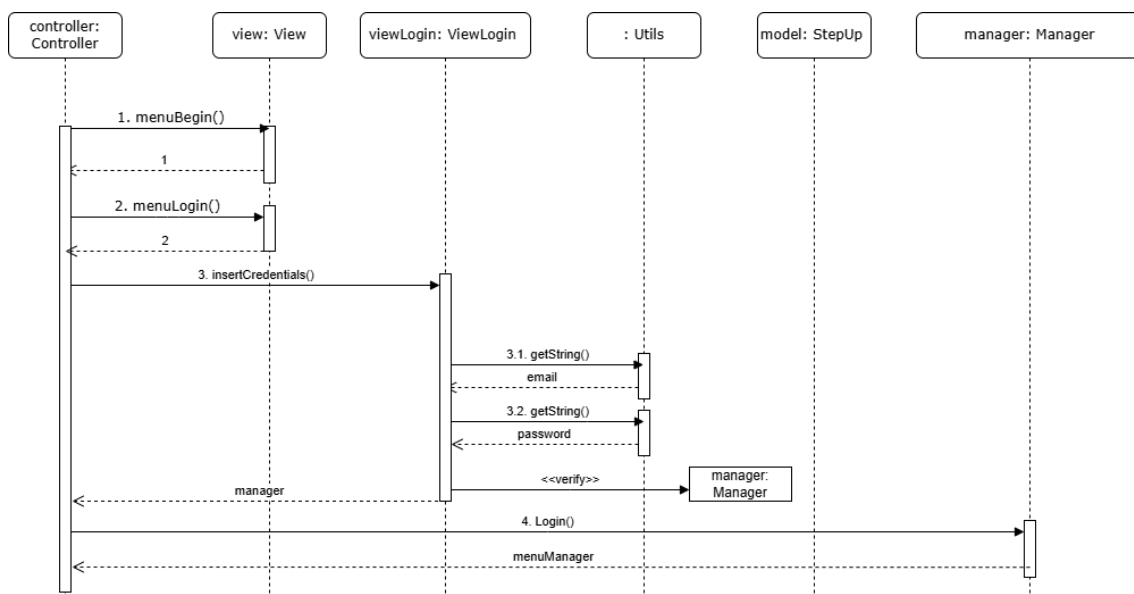 controller:
Controller
view: View
viewLogin: ViewLogin
: Utils
model: StepUp
manager: Manager
1. menuBegin()
1
2. menuLogin()
2
3. insertCredentials()
3.1. getString()
email
3.2. getString()
password
<<verify>>
manager:
Manager
manager
4. Login()
menuManager